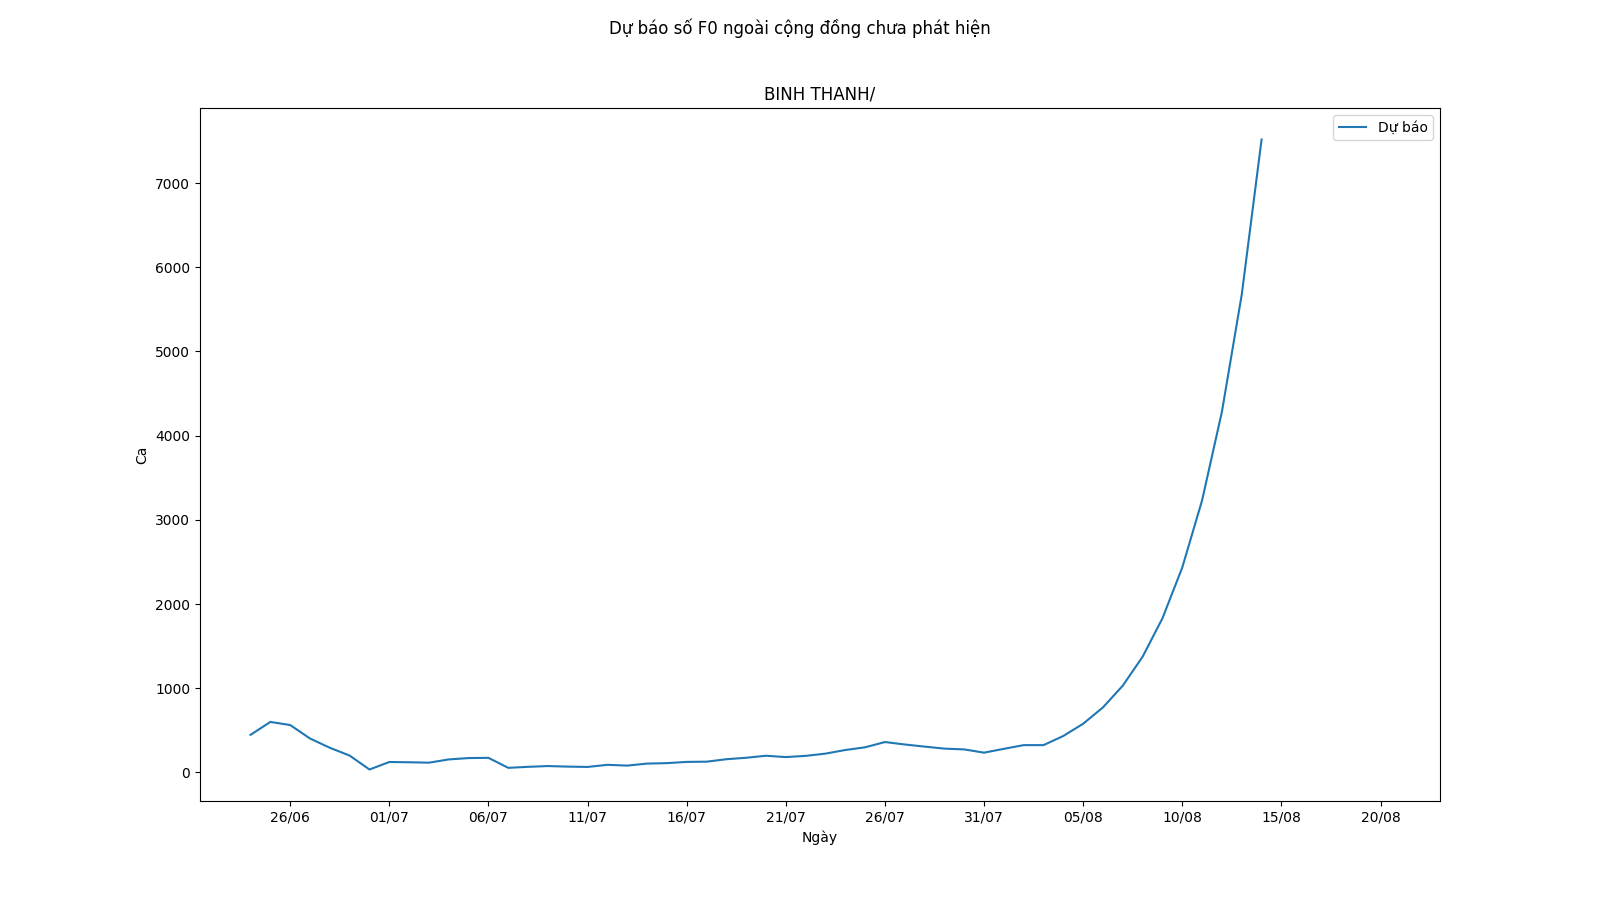 Dự báo số F0 ngoài cộng đồng chưa phát hiện
BINH THANH/
Dự báo
7000
6000
5000
4000
3000
2000
1000
0
Ca
26/06 01/07 06/07 11/07 16/07 21/07 26/07 31/07 05/08 10/08 15/08 20/08
Ngày